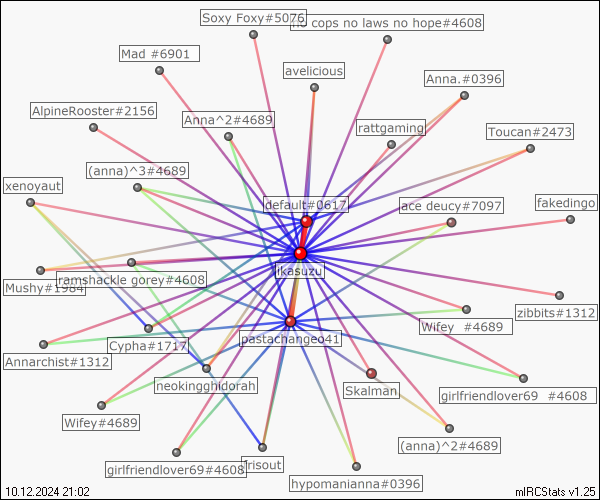 Soxy Foxy#5076
no cops no laws no hope#4608
Mad #6901
avelicious
Anna.#0396
AlpineRooster#2156
Anna^2#4689
rattgaming
Toucan#2473
(anna)^3#4689
xenoyaut
default#0617
ace deucy#7097
fakedingo
ikasuzu
Mushy#1984
ramshackle gorey#4608
zibbits#1312
Wifey #4689
Cypha#1717
pastachangeo41
Annarchist#1312
neokingghidorah
Skalman
girlfriendlover69 #4608
Wifey#4689
(anna)^2#4689
girlfriendlover69#4608
frisout
hypomanianna#0396
10.12.2024 21:02
mIRCStats v1.25